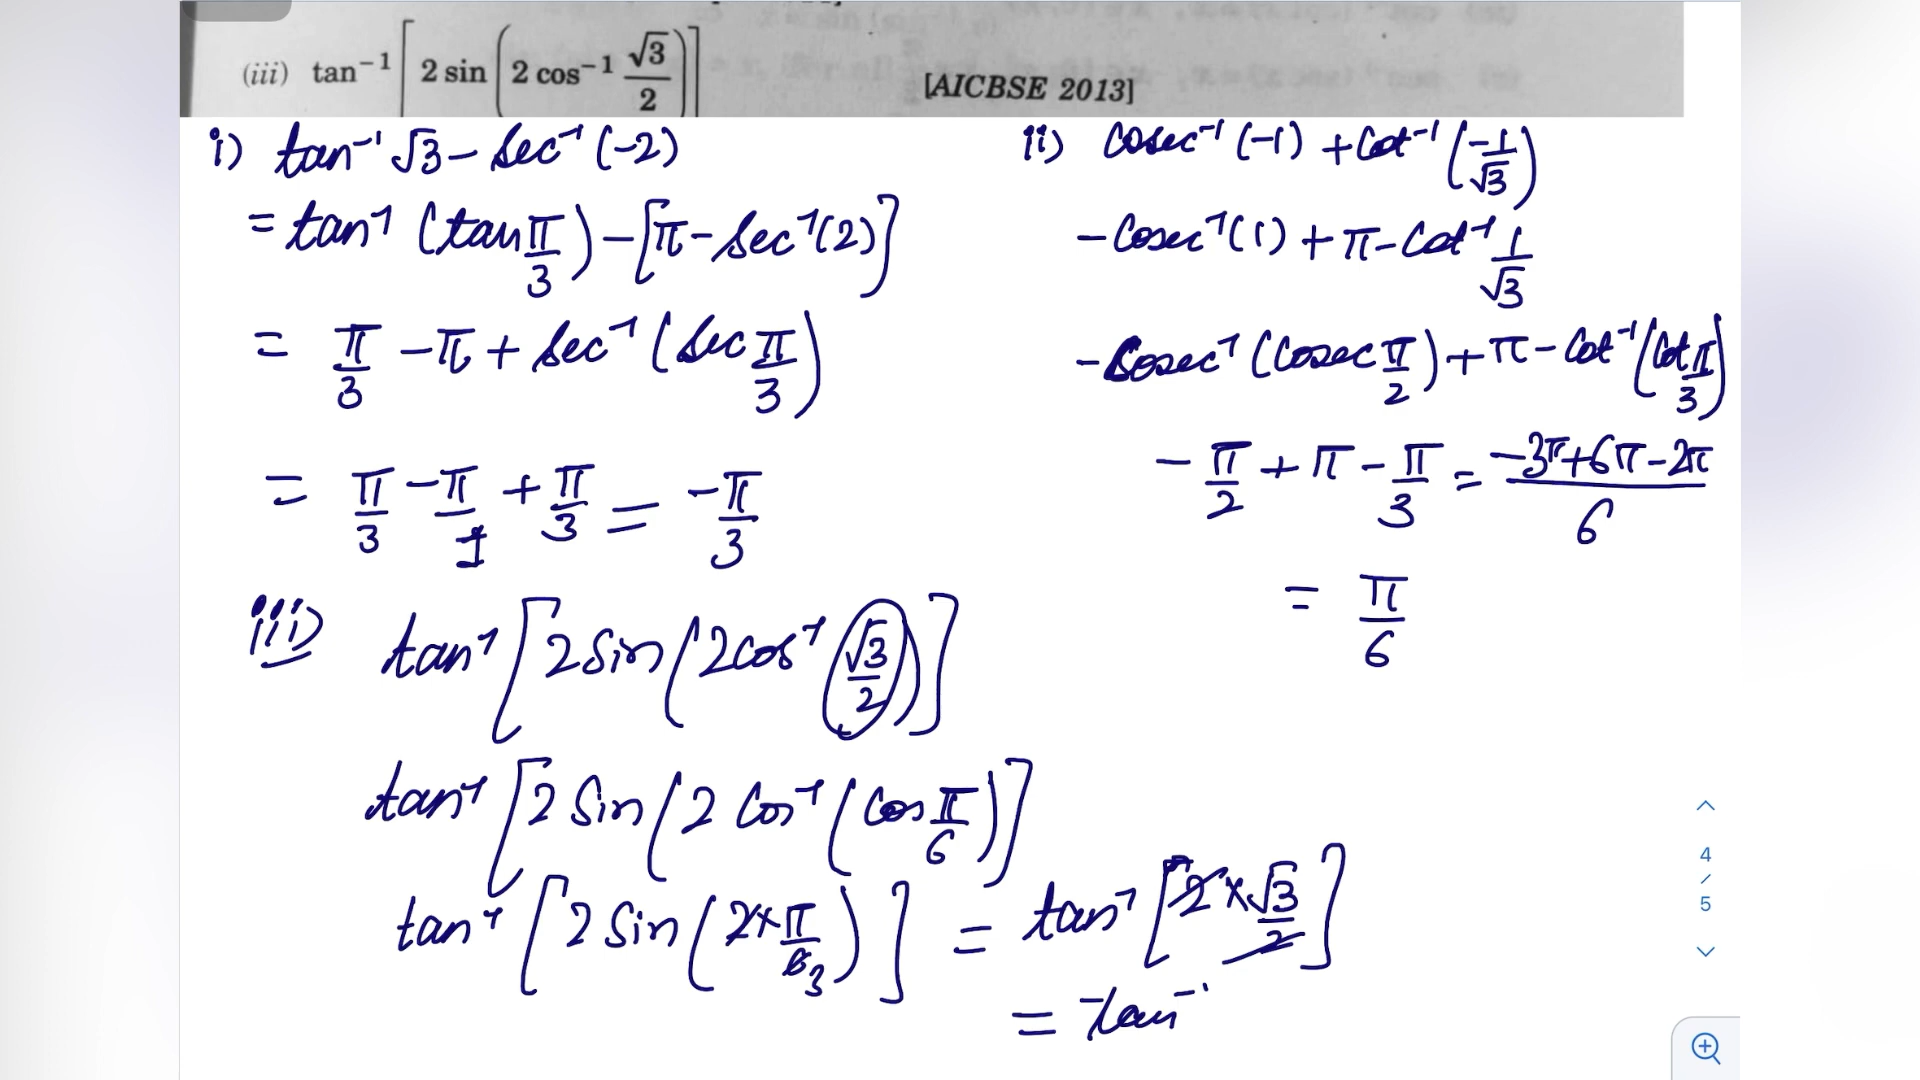 (iii) tan⁻¹ [2 sin (2 cos⁻¹ √3/2)] [AICBSE 2013]
i) tan⁻¹ √3 – sec⁻¹ (-2)
= tan⁻¹ (tan π/3) – [π - sec⁻¹(2)]
= π/3 – π + sec⁻¹ (sec π/3)
= π/3 – π/1 + π/3 = -π/3
ii) cosec⁻¹ (-1) + cot⁻¹ (-1/√3)
- cosec⁻¹(1) + π - cot⁻¹ 1/√3
- cosec⁻¹ (cosec π/2) + π - cot⁻¹ (cot π/3)
- π/2 + π - π/3 = (-3π+6π-2π)/6
= π/6
iii) tan⁻¹ [2 sin (2 cos⁻¹ (√3/2))]
tan⁻¹ [2 sin (2 cos⁻¹ (cos π/6)]
tan⁻¹ [2 sin (2×π/6 3)] = tan⁻¹ [2×√3/2]
= tan⁻¹
4
/
5